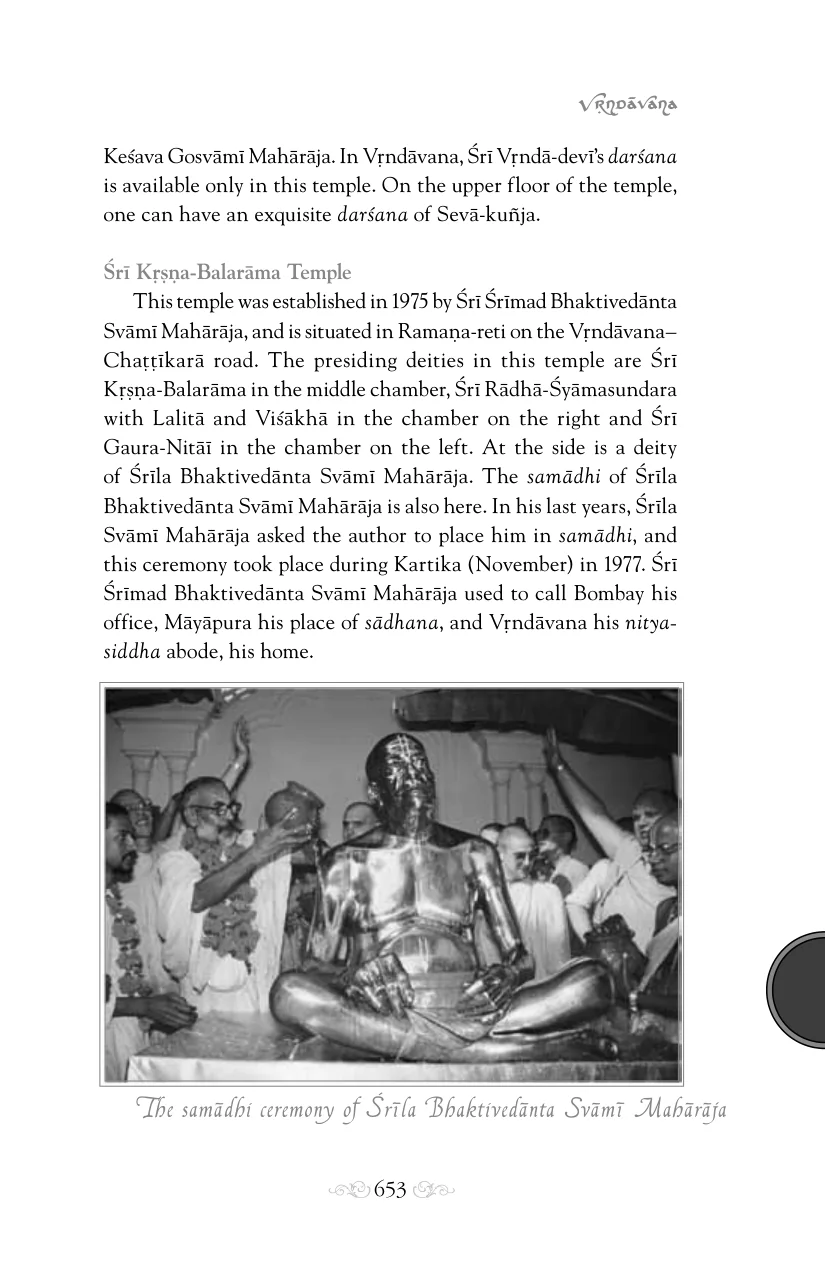 Vṛndāvana
Keśava Gosvāmī Mahārāja. In Vṛndāvana, Śrī Vṛndā-devī’s darśana
is available only in this temple. On the upper floor of the temple,
one can have an exquisite darśana of Sevā-kuñja.
Śrī Kṛṣṇa-Balarāma Temple
This temple was established in 1975 by Śrī Śrīmad Bhaktivedānta
Svāmī Mahārāja, and is situated in Ramaṇa-reti on the Vṛndāvana–
Chaṭṭīkarā road. The presiding deities in this temple are Śrī
Kṛṣṇa-Balarāma in the middle chamber, Śrī Rādhā-Śyāmasundara
with Lalitā and Viśākhā in the chamber on the right and Śrī
Gaura-Nitāī in the chamber on the left. At the side is a deity
of Śrīla Bhaktivedānta Svāmī Mahārāja. The samādhi of Śrīla
Bhaktivedānta Svāmī Mahārāja is also here. In his last years, Śrīla
Svāmī Mahārāja asked the author to place him in samādhi, and
this ceremony took place during Kartika (November) in 1977. Śrī
Śrīmad Bhaktivedānta Svāmī Mahārāja used to call Bombay his
office, Māyāpura his place of sādhana, and Vṛndāvana his nitya-
siddha abode, his home.
The samādhi ceremony of Śrīla Bhaktivedānta Svāmī Mahārāja
653